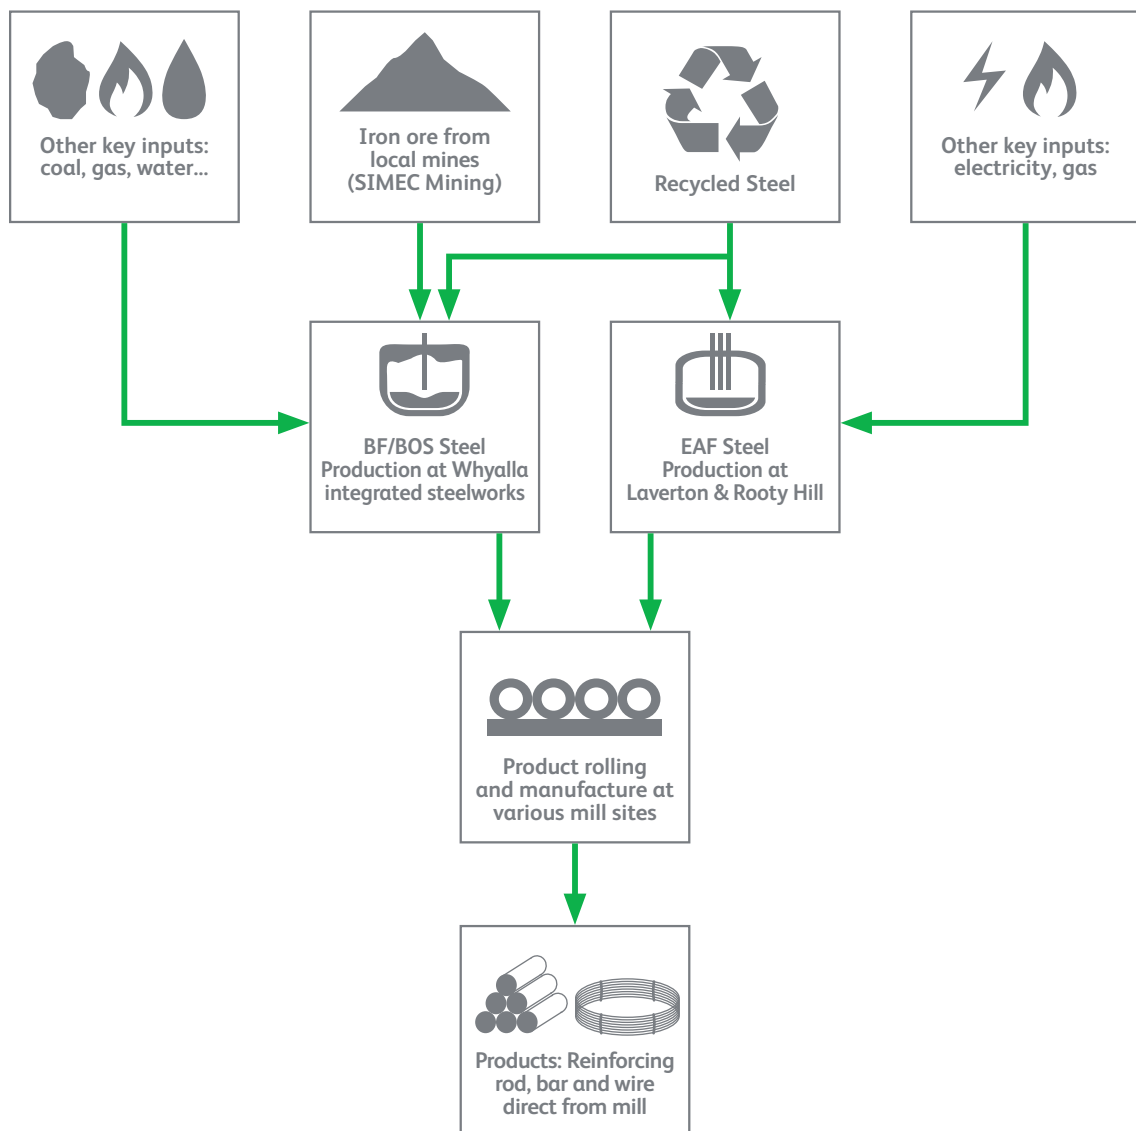 Other key inputs:
coal, gas, water...
Iron ore from
local mines
(SIMEC Mining)
Recycled Steel
Other key inputs:
electricity, gas
BF/BOS Steel
Production at Whyalla
integrated steelworks
EAF Steel
Production at
Laverton & Rooty Hill
Product rolling
and manufacture at
various mill sites
Products: Reinforcing
rod, bar and wire
direct from mill